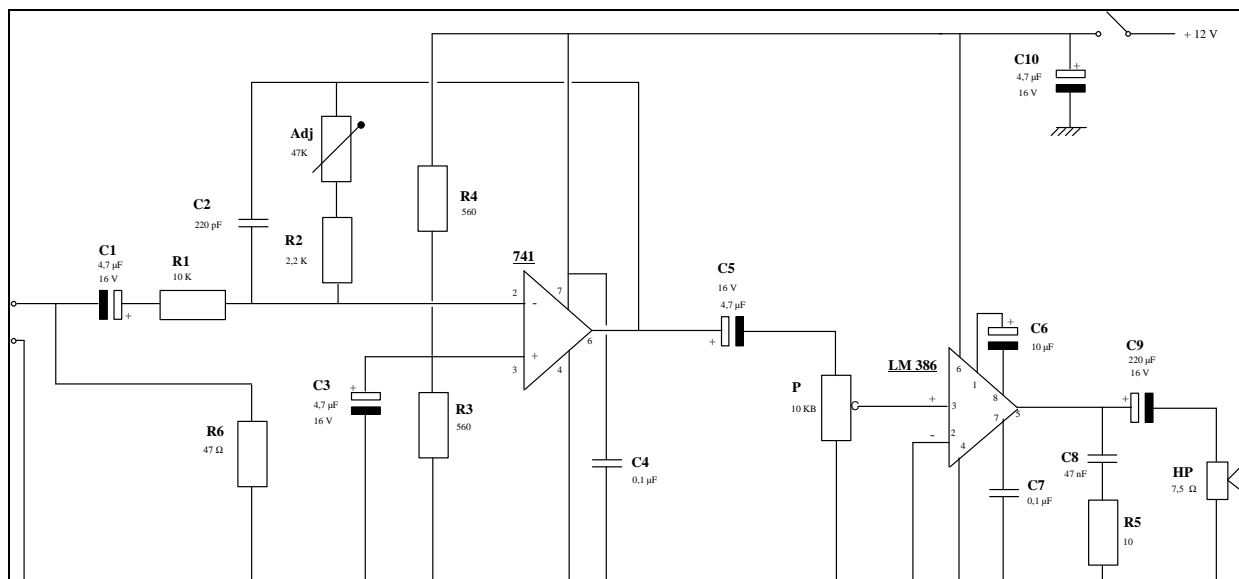 + 12 V
C10
+
4,7 µF
16 V
Adj
47K
R4
560
C2
220 pF
R2
2,2 K
C1
4,7 µF
16 V
+
R1
10 K
741
2
-
7
+
3
4
6
C5
16 V
4,7 µF
+
C3
+
4,7 µF
16 V
R3
560
R6
47 Ω
C4
0,1 µF
P
10 KB
LM 386
6
1
+
3
8
-
2
7
4
5
C6
+
10 µF
C9
220 µF
16 V
+
C7
0,1 µF
C8
47 nF
R5
10
HP
7,5 Ω